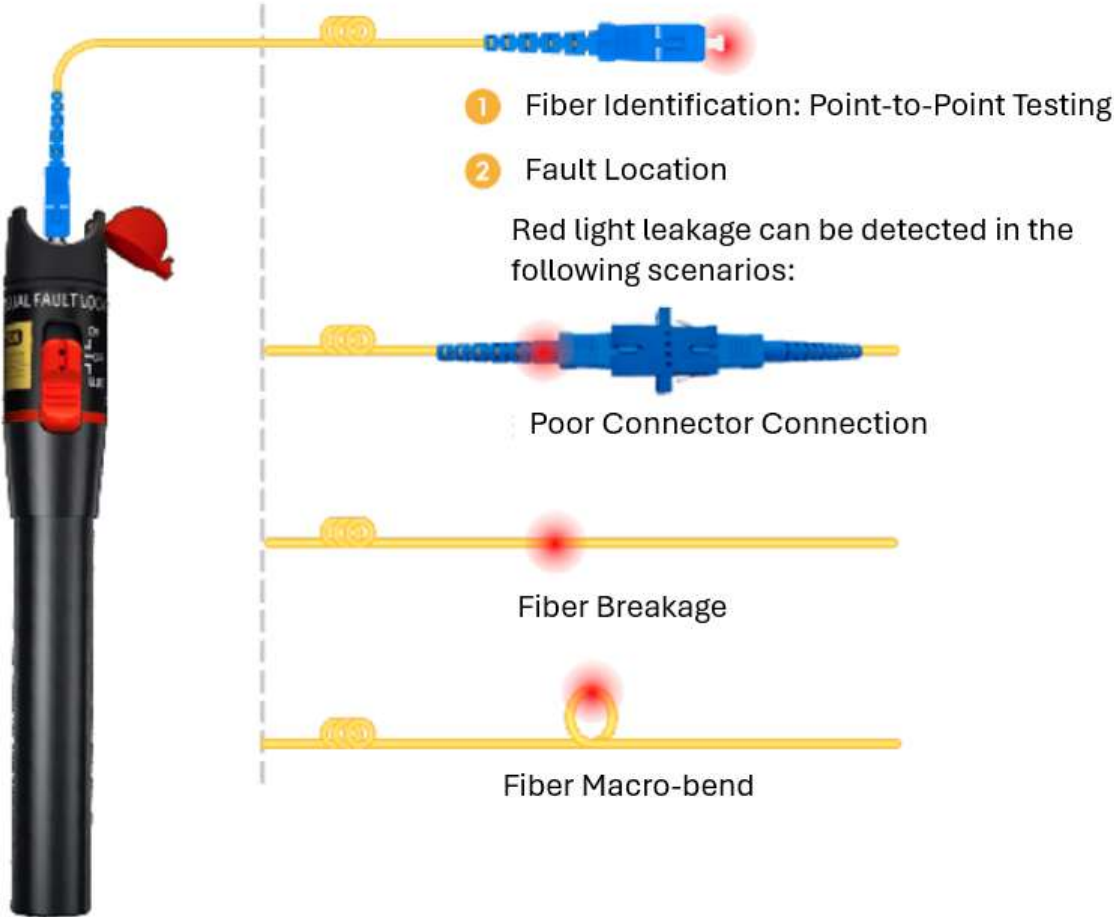 1 Fiber Identification: Point-to-Point Testing
2 Fault Location
Red light leakage can be detected in the
following scenarios:
FAULT
Poor Connector Connection
Fiber Breakage
Fiber Macro-bend